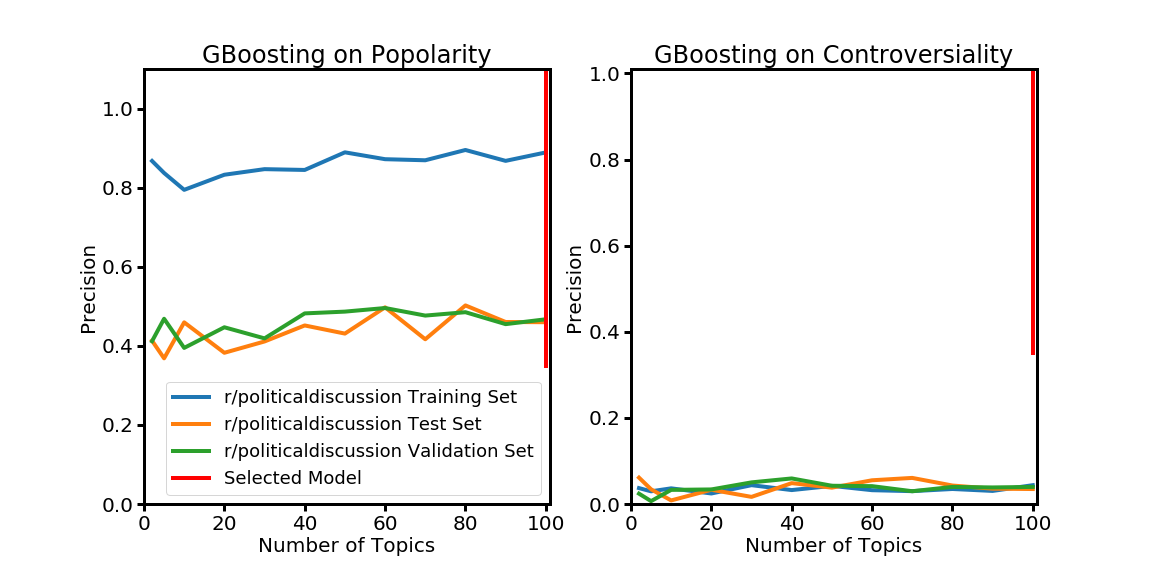 GBoosting on Popolarity
Precision
1.0
0.8
0.6
0.4
0.2
0.0
0 20 40 60 80 100
Number of Topics
r/politicaldiscussion Training Set
r/politicaldiscussion Test Set
r/politicaldiscussion Validation Set
Selected Model
GBoosting on Controversiality
Precision
1.0
0.8
0.6
0.4
0.2
0.0
0 20 40 60 80 100
Number of Topics